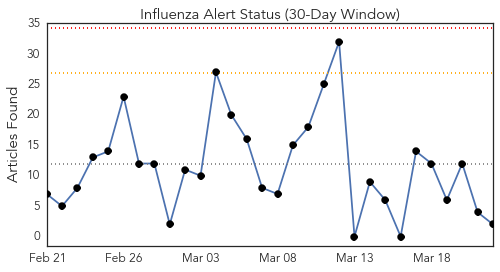 Influenza Alert Status (30-Day Window)
Articles Found
35
30
25
20
15
10
5
0
Feb 21 Feb 26 Mar 03 Mar 08 Mar 13 Mar 18